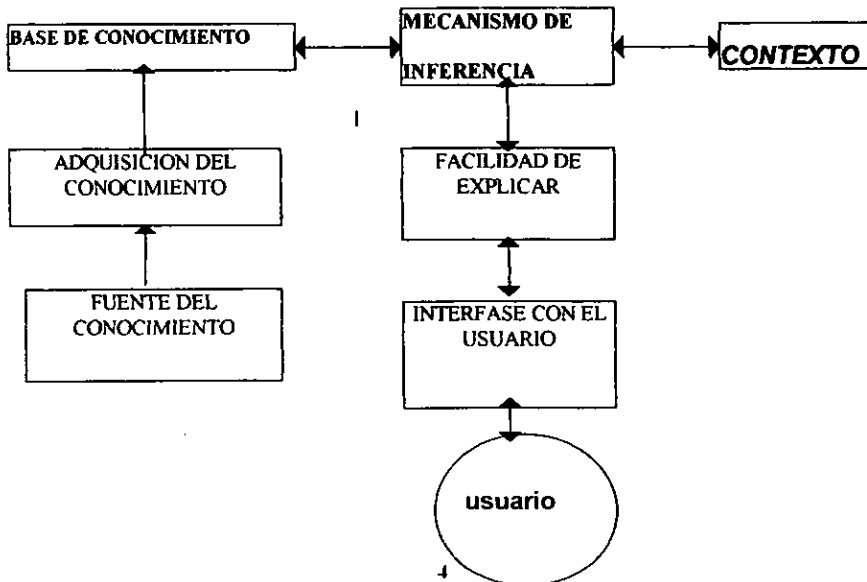 BASE DE CONOCIMIENTO
MECANISMO DE
INFERENCIA
CONTEXTO
ADQUISICION DEL
CONOCIMIENTO
FACILIDAD DE
EXPLICAR
FUENTE DEL
CONOCIMIENTO
INTERFASE CON EL
USUARIO
usuario
4